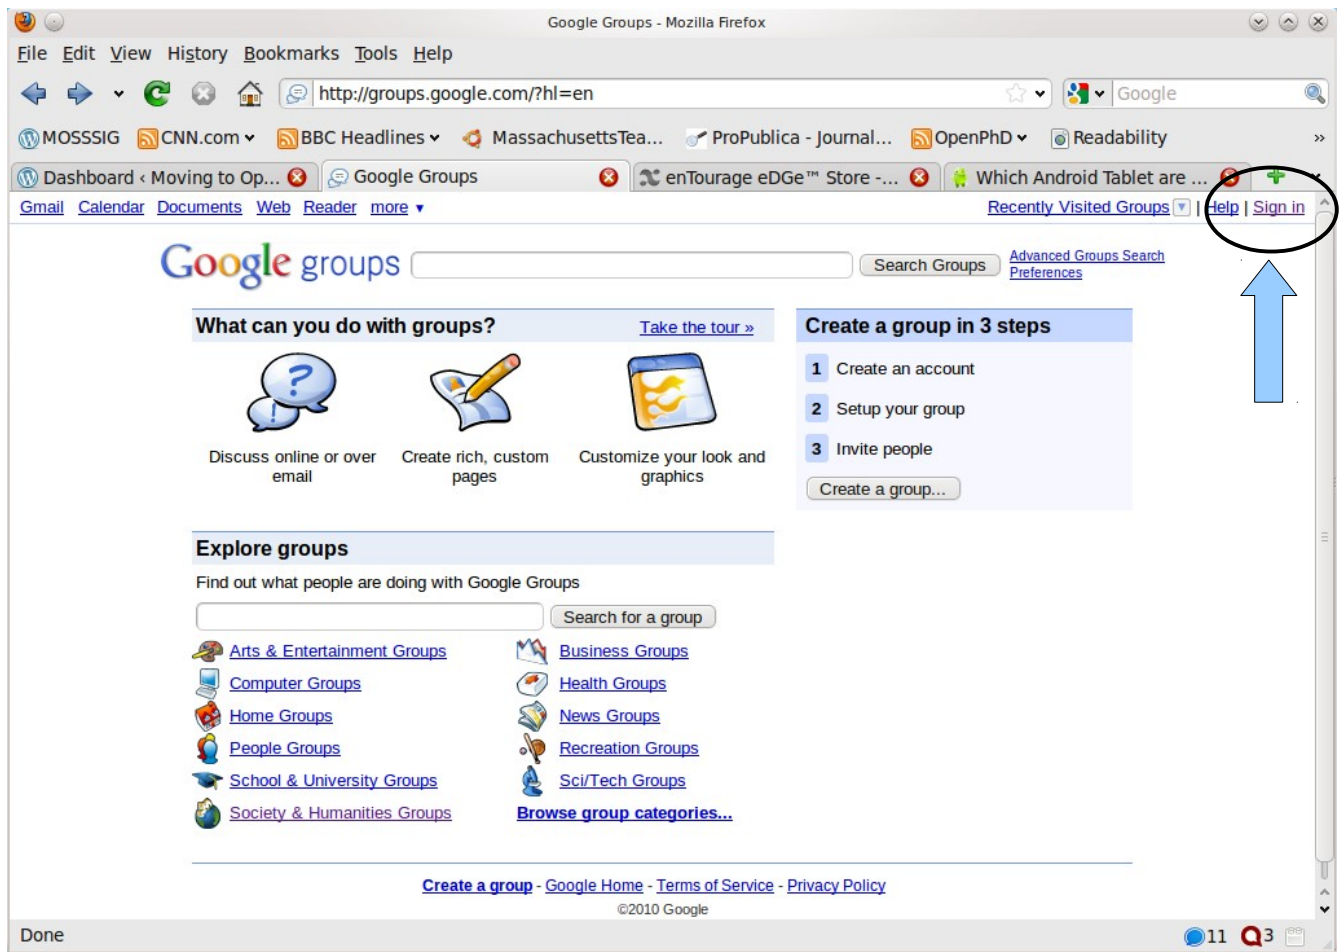 Google Groups - Mozilla Firefox
File Edit View History Bookmarks Tools Help
http://groups.google.com/?hl=en Google
MOSSSIG CNN.com BBC Headlines MassachusettsTea... ProPublica - Journal... OpenPhD Readability »
Dashboard ‹ Moving to Op... Google Groups enTourage eDGe™ Store -... Which Android Tablet are ...
Gmail Calendar Documents Web Reader more ▼ Recently Visited Groups ▼ | Help | Sign in
Google groups Search Groups Advanced Groups Search
Preferences
What can you do with groups? Take the tour » Create a group in 3 steps
1 Create an account
2 Setup your group
3 Invite people
Create a group...
Discuss online or over email
Create rich, custom pages
Customize your look and graphics
Explore groups
Find out what people are doing with Google Groups
Search for a group
Arts & Entertainment Groups Business Groups
Computer Groups Health Groups
Home Groups News Groups
People Groups Recreation Groups
School & University Groups Sci/Tech Groups
Society & Humanities Groups Browse group categories...
Create a group - Google Home - Terms of Service - Privacy Policy
©2010 Google
Done 11 3